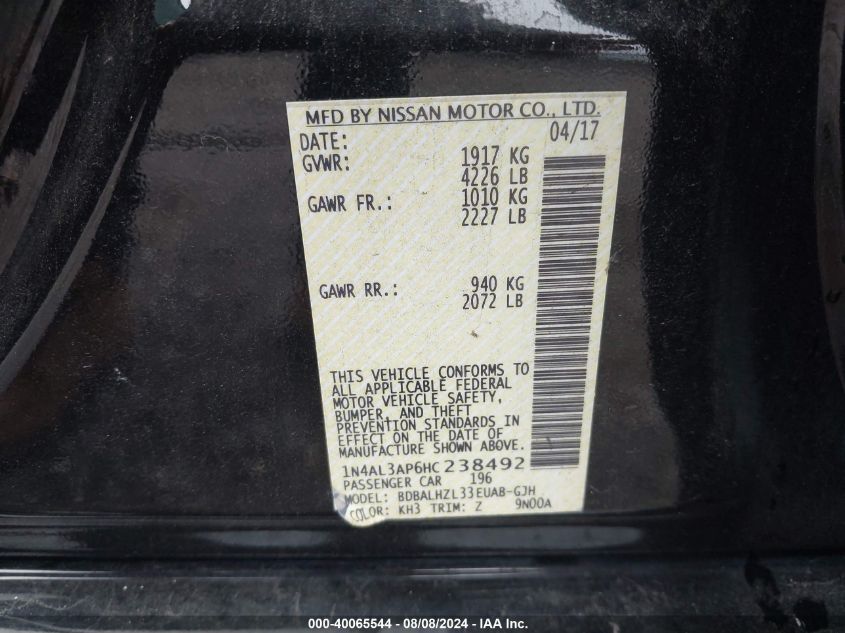 MFD BY NISSAN MOTOR CO., LTD.
DATE: 04/17
GVWR: 1917 KG
4226 LB
GAWR FR.: 1010 KG
2227 LB
GAWR RR.: 940 KG
2072 LB
THIS VEHICLE CONFORMS TO
ALL APPLICABLE FEDERAL
MOTOR VEHICLE SAFETY,
BUMPER, AND THEFT
PREVENTION STANDARDS IN
EFFECT ON THE DATE OF
MANUFACTURE SHOWN ABOVE.
1N4AL3AP6HC238492
PASSENGER CAR 196
MODEL: BDBALHZL33EUAB-GJH
COLOR: KH3 TRIM: Z 9N00A
000-40065544 - 08/08/2024 - IAA Inc.